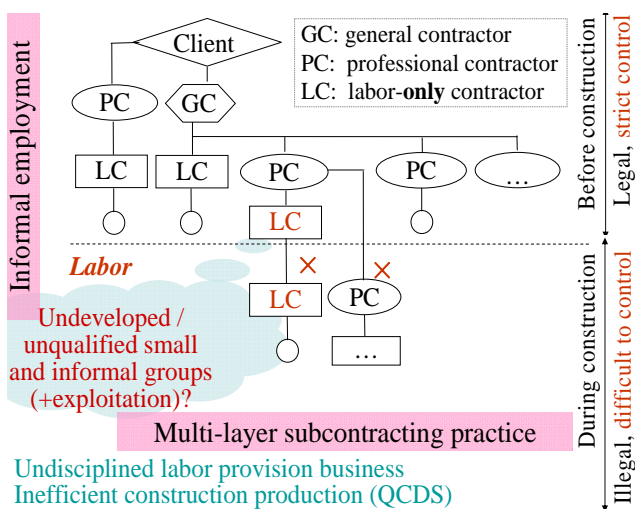 Client
GC: general contractor
PC: professional contractor
LC: labor-only contractor
PC
GC
LC
LC
PC
PC
...
LC
Labor
LC
PC
...
Undeveloped /
unqualified small
and informal groups
(+exploitation)?
Multi-layer subcontracting practice
Undisciplined labor provision business
Inefficient construction production (QCDS)
Informal employment
Before construction
Legal, strict control
During construction
Illegal, difficult to control